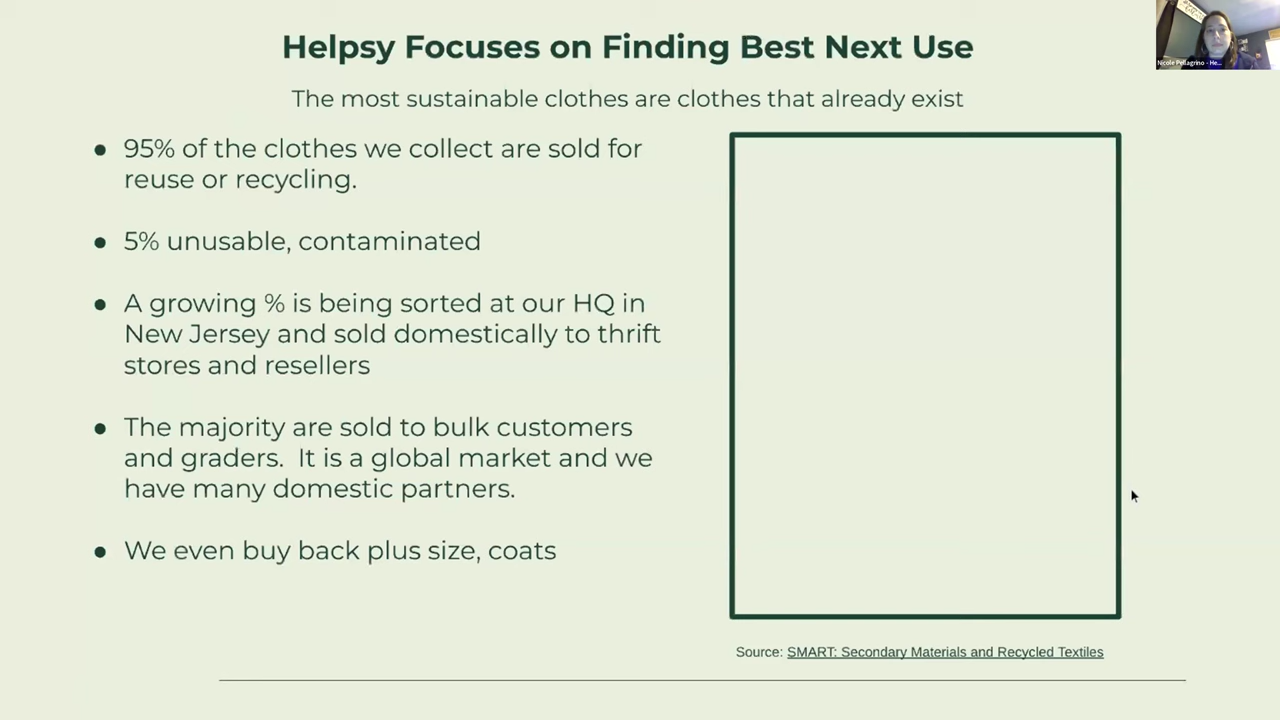 Helpsy Focuses on Finding Best Next Use
The most sustainable clothes are clothes that already exist
● 95% of the clothes we collect are sold for
reuse or recycling.
● 5% unusable, contaminated
● A growing % is being sorted at our HQ in
New Jersey and sold domestically to thrift
stores and resellers
● The majority are sold to bulk customers
and graders.  It is a global market and we
have many domestic partners.
● We even buy back plus size, coats
Source: SMART: Secondary Materials and Recycled Textiles
Nicole Pellagrino - He...